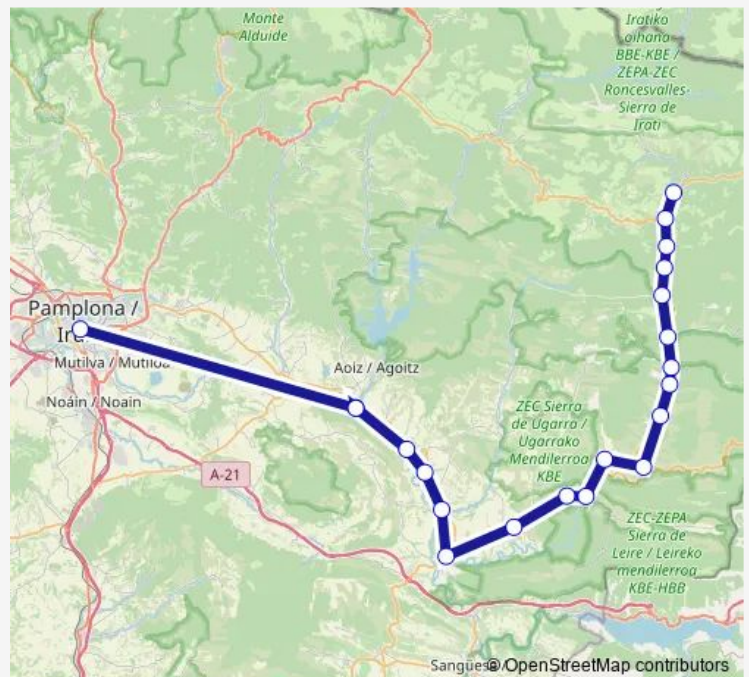 Monte
Alduide
Iratiko
oihana
BBE-KBE /
ZEPA-ZEC
Roncesvalles-
Sierra de
Irati
Pamplona /
Mutilva / Mutiloa
Noáin / Noain
Aoiz / Agoitz
A-21
ZEC Sierra
de Ugarra /
Ugarrako
Mendilerroa
KBE
ZEC-ZEPA
Sierra de
Leire / Leireko
mendilerroa
KBE-HBB
© OpenStreetMap contributors